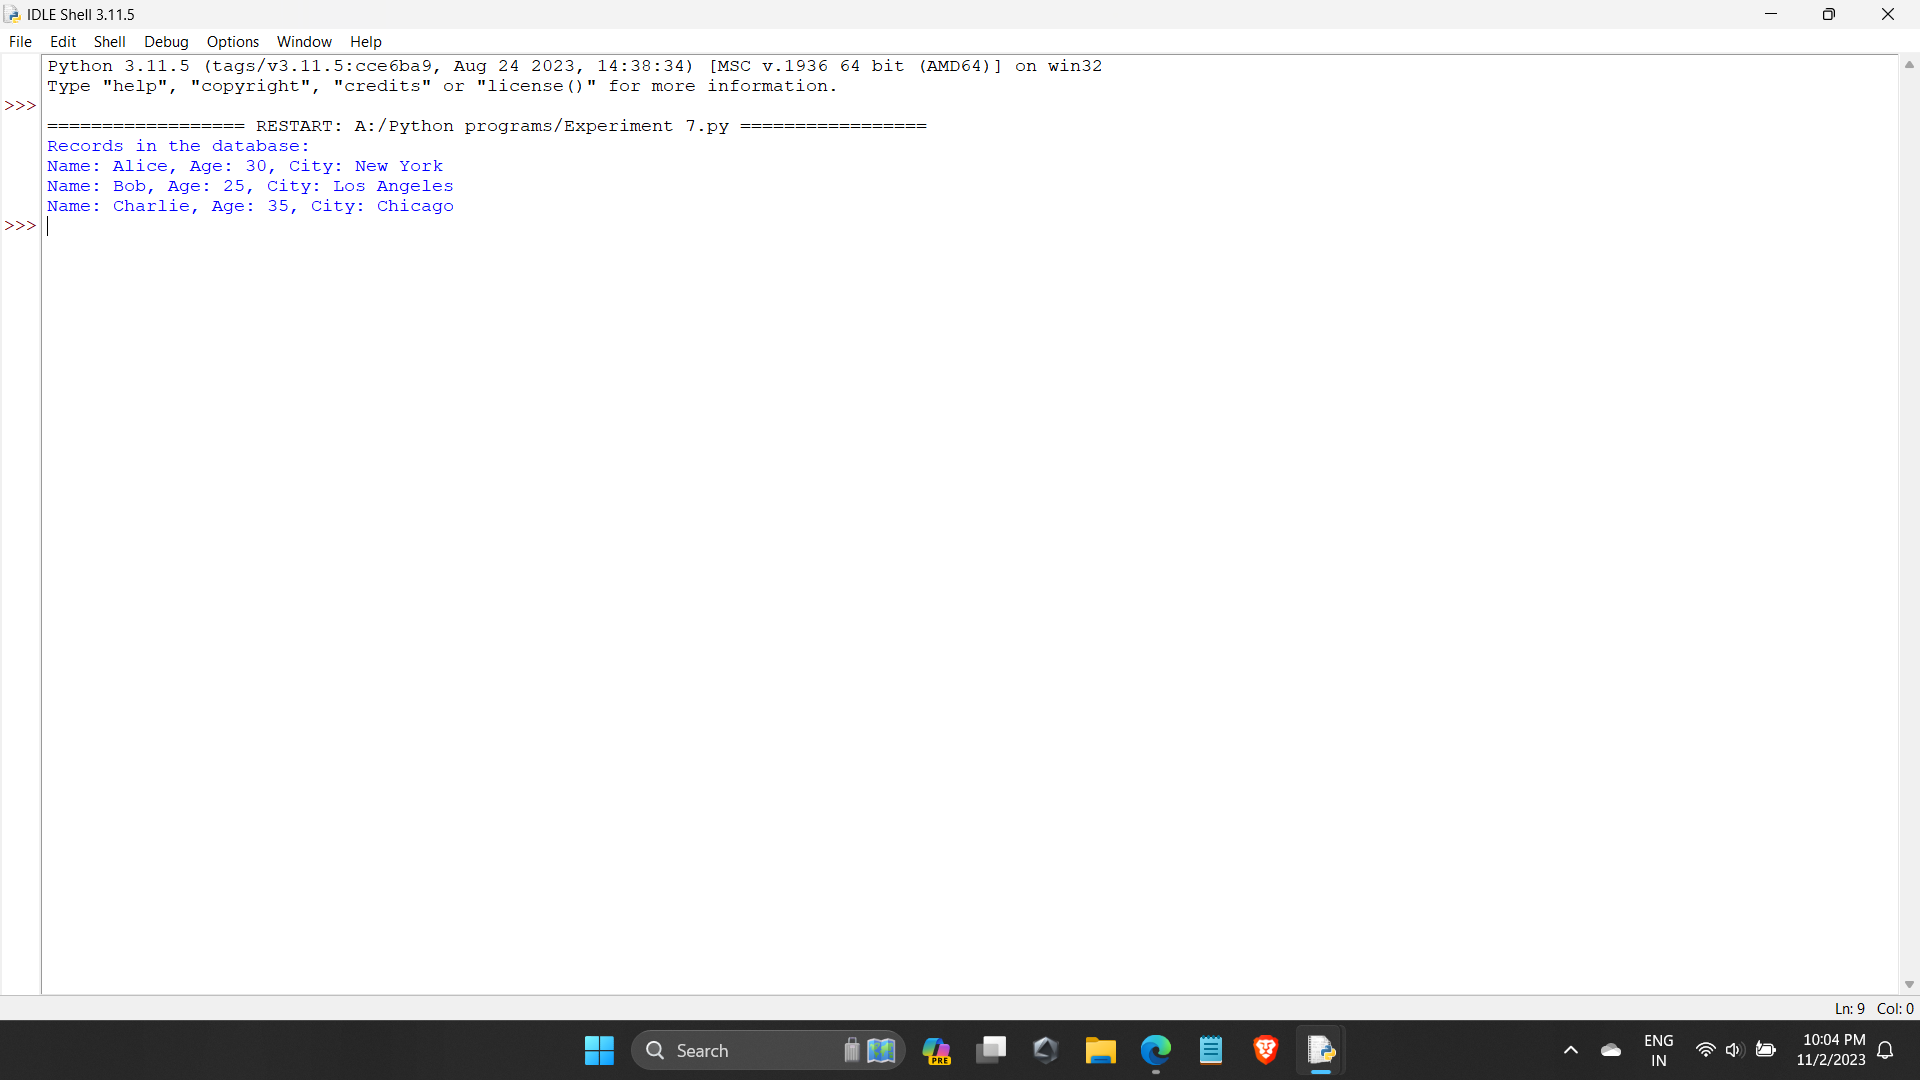 IDLE Shell 3.11.5
File Edit Shell Debug Options Window Help
Python 3.11.5 (tags/v3.11.5:cce6ba9, Aug 24 2023, 14:38:34) [MSC v.1936 64 bit (AMD64)] on win32
Type "help", "copyright", "credits" or "license()" for more information.
>>>
================== RESTART: A:/Python programs/Experiment 7.py =================
Records in the database:
Name: Alice, Age: 30, City: New York
Name: Bob, Age: 25, City: Los Angeles
Name: Charlie, Age: 35, City: Chicago
>>>
Ln: 9 Col: 0
Search
PRE
ENG
IN
10:04 PM
11/2/2023